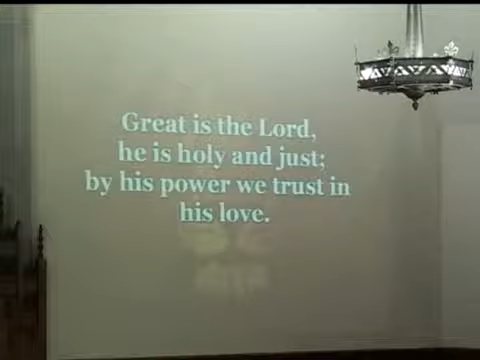 Great is the Lord,
he is holy and just;
by his power we trust in
his love.